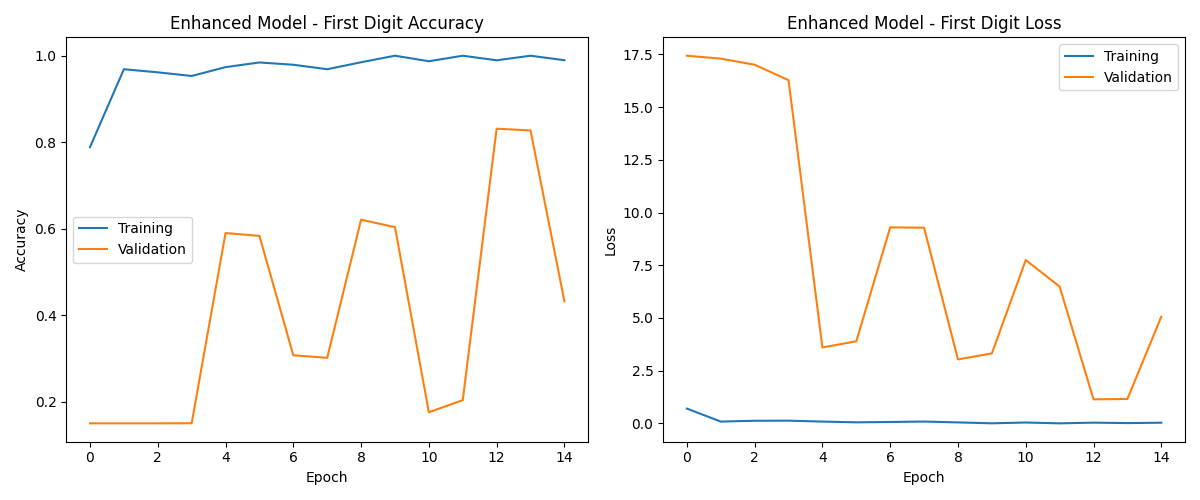 Enhanced Model - First Digit Accuracy
1.0
0.8
0.6
0.4
0.2
Accuracy
Training
Validation
0 2 4 6 8 10 12 14
Epoch
Enhanced Model - First Digit Loss
17.5
15.0
12.5
10.0
7.5
5.0
2.5
0.0
Loss
Training
Validation
0 2 4 6 8 10 12 14
Epoch